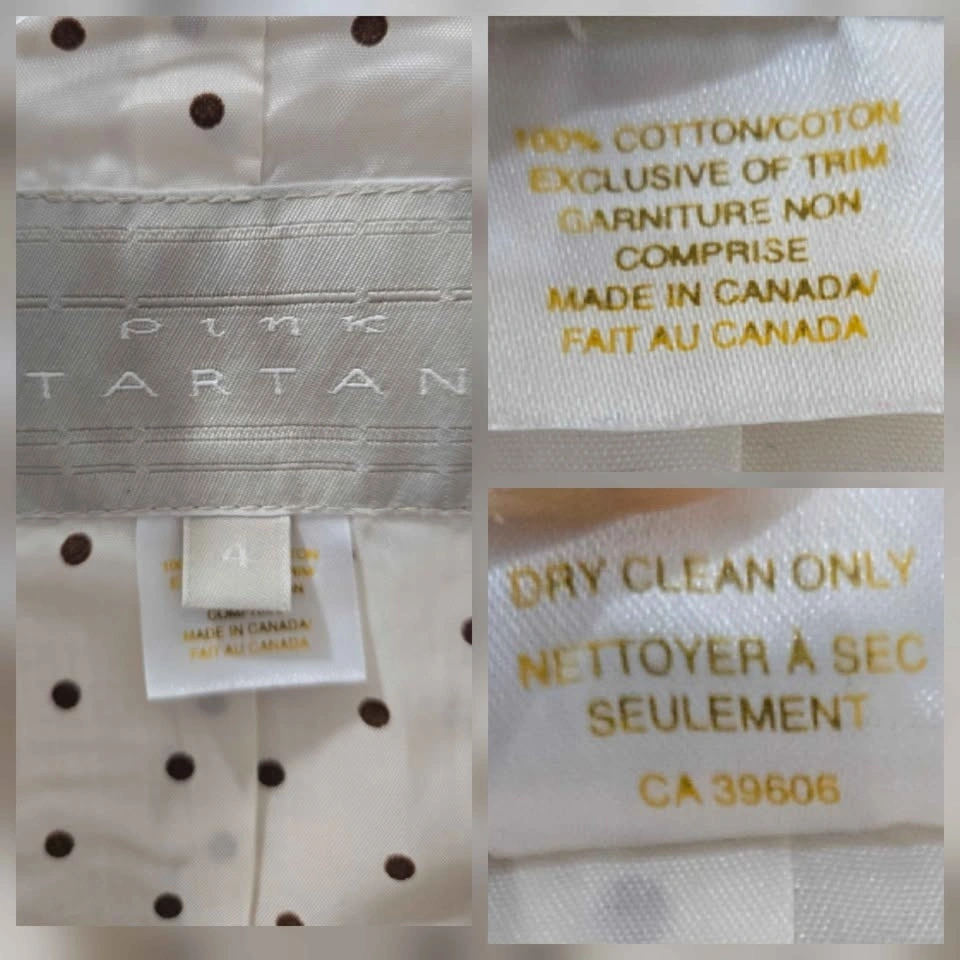 pink
TARTAN
4
MADE IN CANADA/
FAIT AU CANADA
100% COTTON/COTON
EXCLUSIVE OF TRIM
GARNITURE NON
COMPRISE
MADE IN CANADA/
FAIT AU CANADA
DRY CLEAN ONLY
NETTOYER À SEC
SEULEMENT
CA 39606